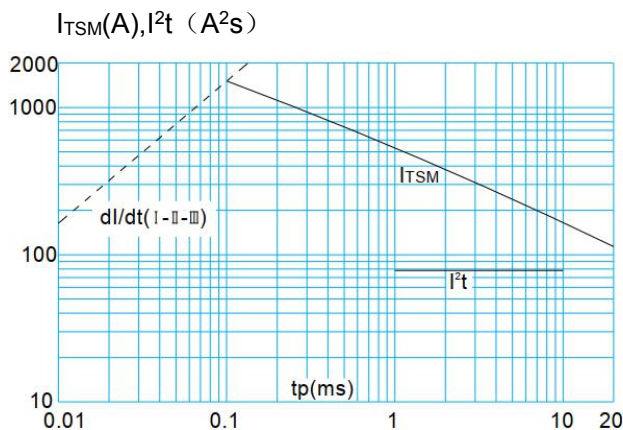 ITSM(A),I²t（A²s）
2000
1000
ITSM
dI/dt(Ⅰ-Ⅱ-Ⅲ)
100
I²t
tp(ms)
10
0.01 0.1 1 10 20